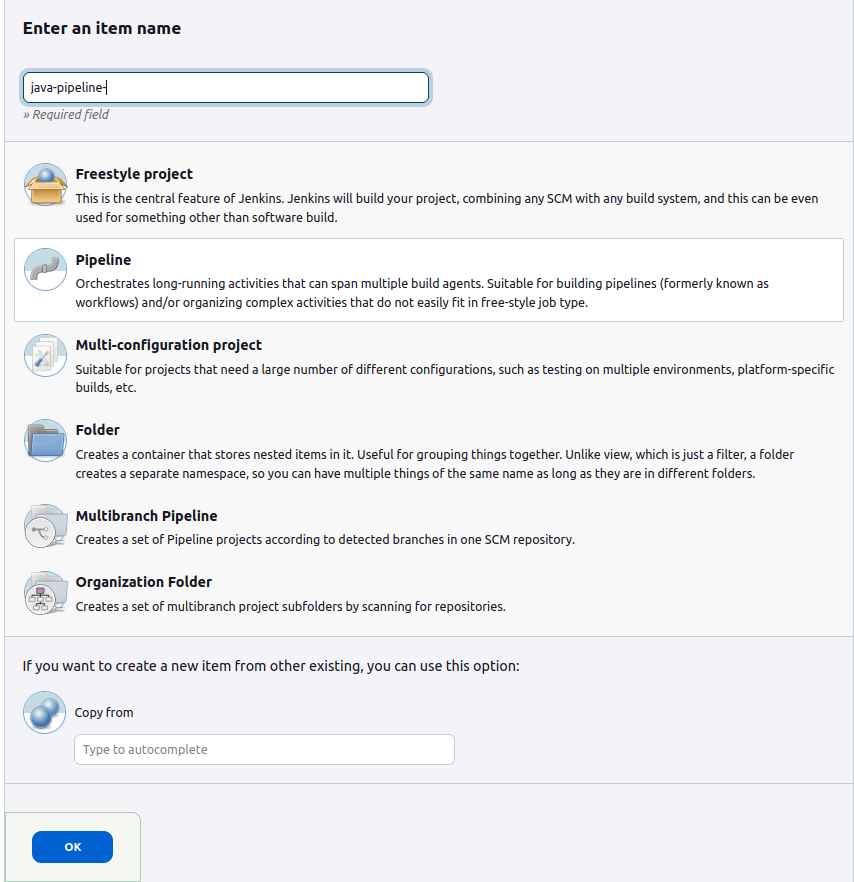 Enter an item name
java-pipeline-
» Required field
Freestyle project
This is the central feature of Jenkins. Jenkins will build your project, combining any SCM with any build system, and this can be even
used for something other than software build.
Pipeline
Orchestrates long-running activities that can span multiple build agents. Suitable for building pipelines (formerly known as
workflows) and/or organizing complex activities that do not easily fit in free-style job type.
Multi-configuration project
Suitable for projects that need a large number of different configurations, such as testing on multiple environments, platform-specific
builds, etc.
Folder
Creates a container that stores nested items in it. Useful for grouping things together. Unlike view, which is just a filter, a folder
creates a separate namespace, so you can have multiple things of the same name as long as they are in different folders.
Multibranch Pipeline
Creates a set of Pipeline projects according to detected branches in one SCM repository.
Organization Folder
Creates a set of multibranch project subfolders by scanning for repositories.
If you want to create a new item from other existing, you can use this option:
Copy from
Type to autocomplete
OK